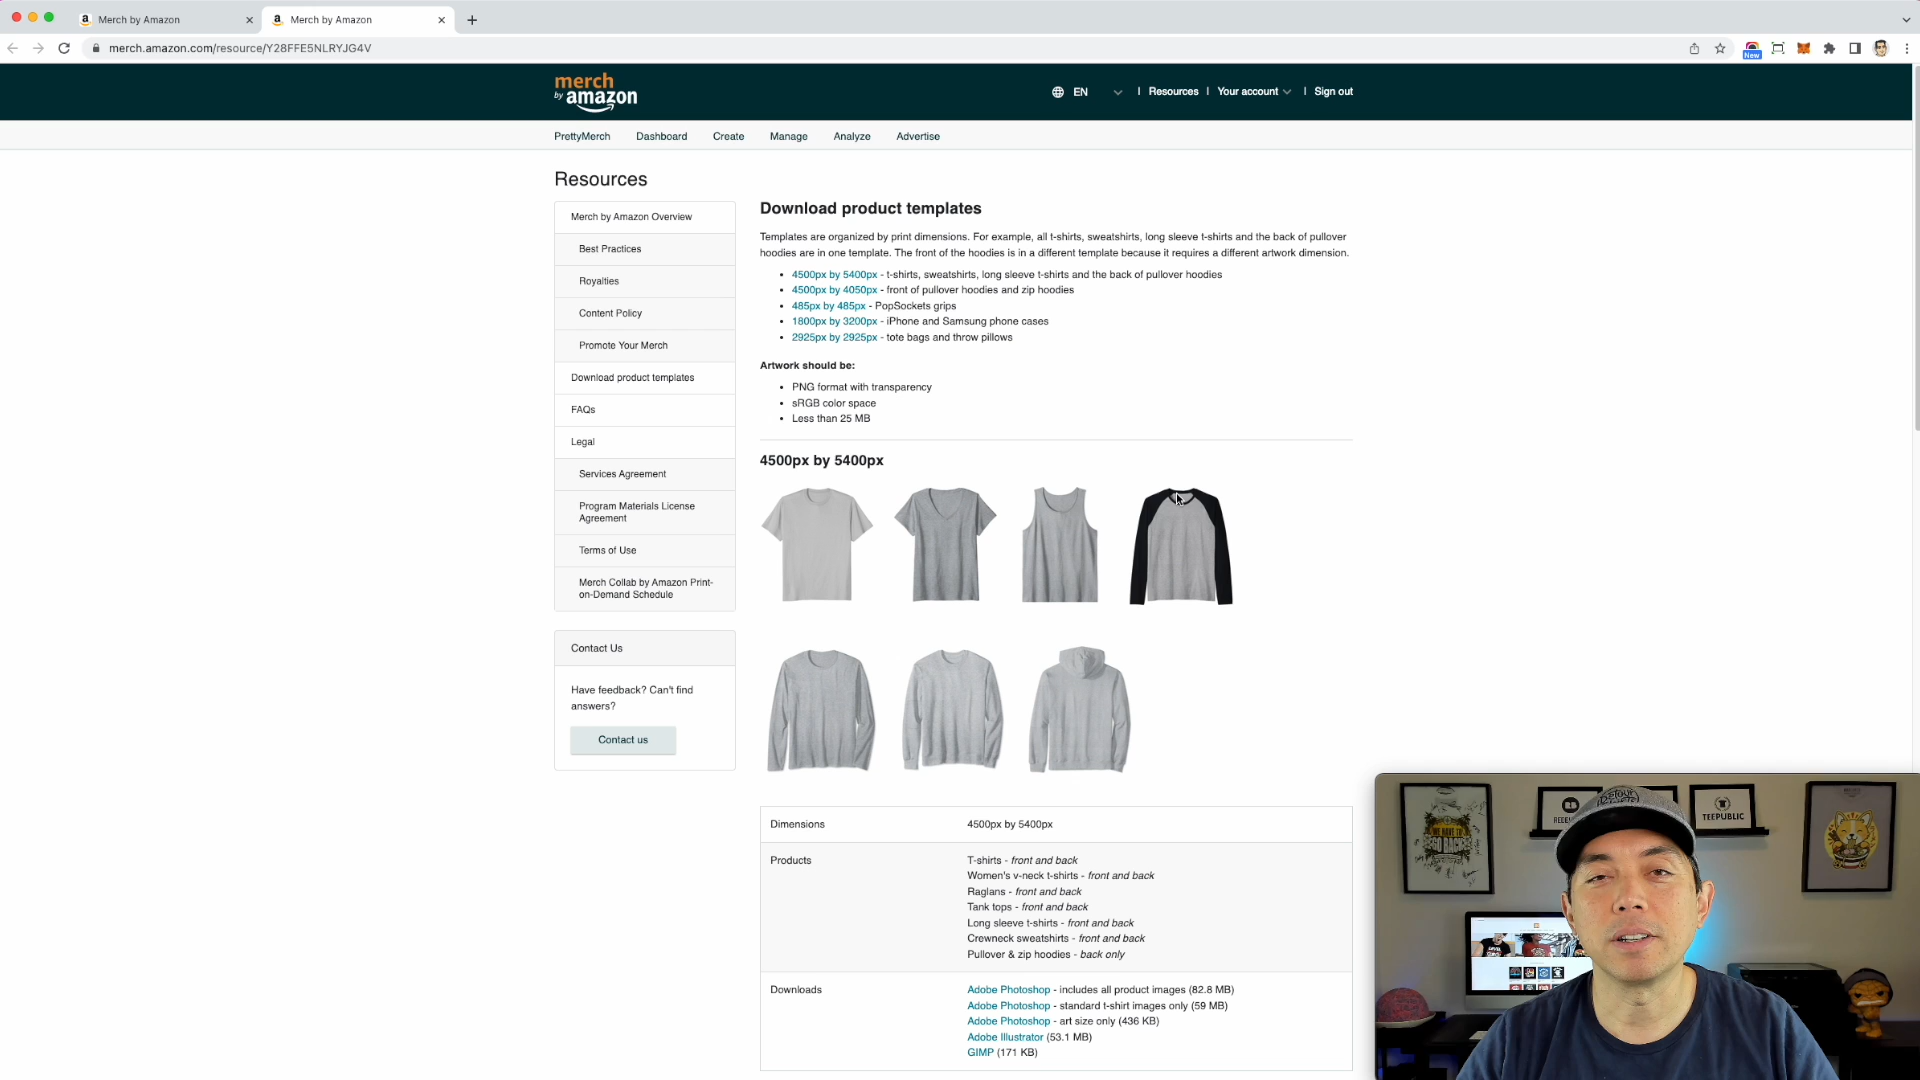 Merch by Amazon
Merch by Amazon
merch.amazon.com/resource/Y28FFE5NLRYJG4V
New
merch
by amazon
EN
Resources
Your account
Sign out
PrettyMerch
Dashboard
Create
Manage
Analyze
Advertise
Resources
Merch by Amazon Overview
Best Practices
Royalties
Content Policy
Promote Your Merch
Download product templates
FAQs
Legal
Services Agreement
Program Materials License
Agreement
Terms of Use
Merch Collab by Amazon Print-
on-Demand Schedule
Contact Us
Have feedback? Can't find
answers?
Contact us
Download product templates
Templates are organized by print dimensions. For example, all t-shirts, sweatshirts, long sleeve t-shirts and the back of pullover
hoodies are in one template. The front of the hoodies is in a different template because it requires a different artwork dimension.
4500px by 5400px - t-shirts, sweatshirts, long sleeve t-shirts and the back of pullover hoodies
4500px by 4050px - front of pullover hoodies and zip hoodies
485px by 485px - PopSockets grips
1800px by 3200px - iPhone and Samsung phone cases
2925px by 2925px - tote bags and throw pillows
Artwork should be:
PNG format with transparency
sRGB color space
Less than 25 MB
4500px by 5400px
Dimensions
4500px by 5400px
Products
T-shirts - front and back
Women's v-neck t-shirts - front and back
Raglans - front and back
Tank tops - front and back
Long sleeve t-shirts - front and back
Crewneck sweatshirts - front and back
Pullover & zip hoodies - back only
Downloads
Adobe Photoshop - includes all product images (82.8 MB)
Adobe Photoshop - standard t-shirt images only (59 MB)
Adobe Photoshop - art size only (436 KB)
Adobe Illustrator (53.1 MB)
GIMP (171 KB)
WE HAVE TO
GO BACK
TEEPUBLIC